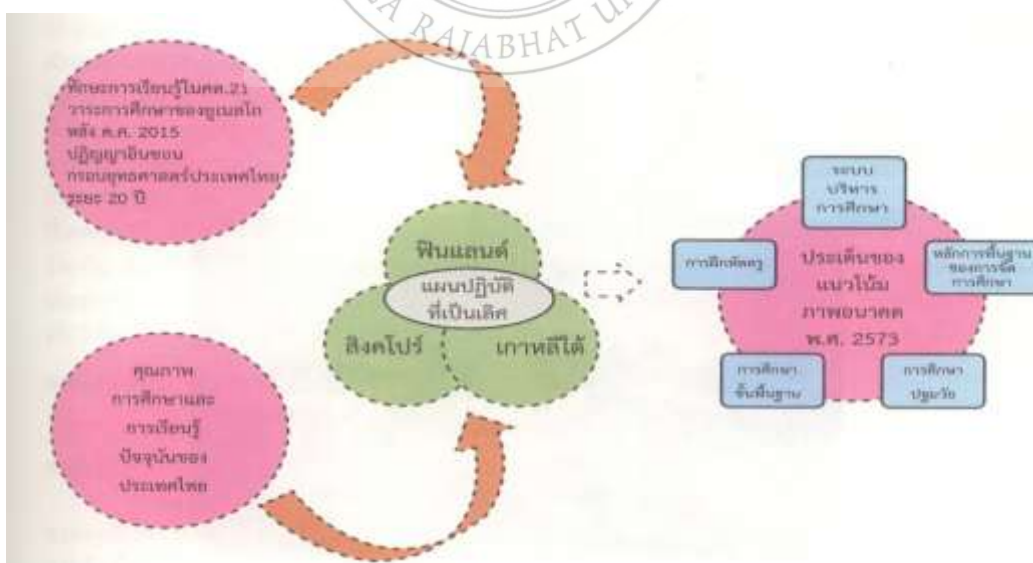 NA RAJABHAT U
ทักษะการเรียนรู้ในศต.21
วาระการศึกษาของยูเนสโก
หลัง ค.ศ. 2015
ปฏิญญาอินชอน
กรอบยุทธศาสตร์ประเทศไทย
ระยะ 20 ปี
คุณภาพ
การศึกษาและ
การเรียนรู้
ปัจจุบันของ
ประเทศไทย
ฟินแลนด์
แผนปฏิบัติ
ที่เป็นเลิศ
สิงคโปร์
เกาหลีใต้
ระบบ
บริหาร
การศึกษา
การฝึกหัดครู
ประเด็นของ
แนวโน้ม
ภาพอนาคต
พ.ศ. 2573
หลักการพื้นฐาน
ของการจัด
การศึกษา
การศึกษา
ขั้นพื้นฐาน
การศึกษา
ปฐมวัย